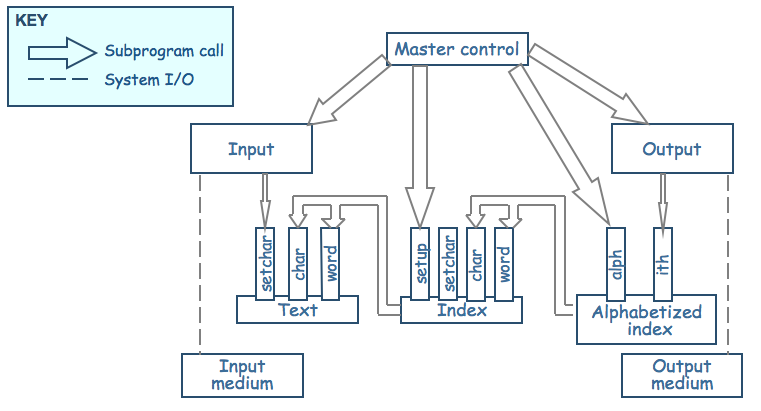 KEY
Subprogram call
System I/O
Master control
Input
Output
setchar
char
word
setup
setchar
char
word
alph
ith
Text
Index
Alphabetized
index
Input
medium
Output
medium